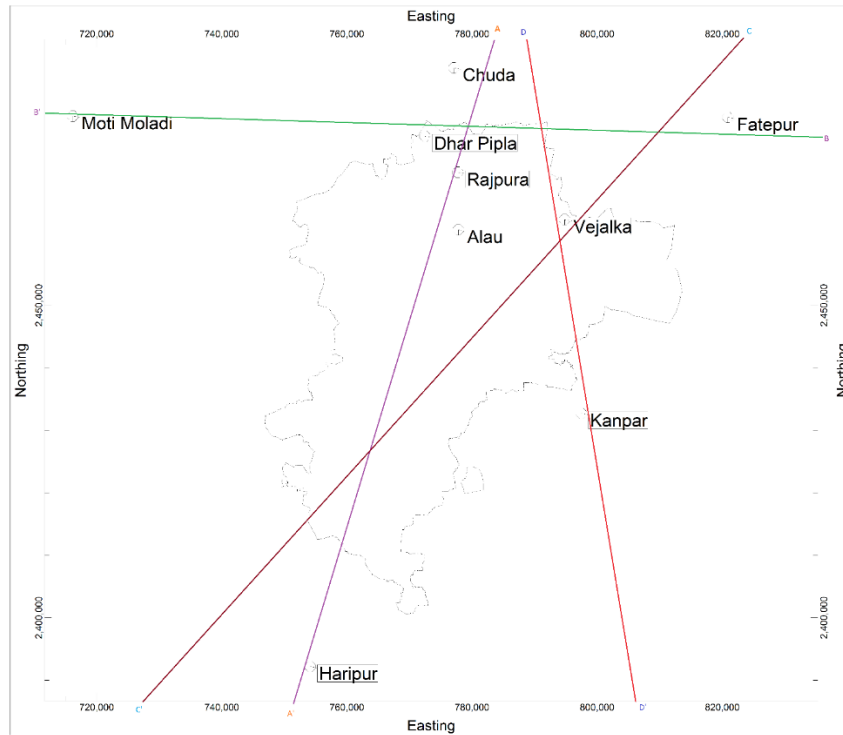 Easting
720,000 740,000 760,000 780,000 800,000 820,000
A D C
Chuda
B' Moti Moladi Fatepur
Dhar Pipla B
Rajpura
Alau Vejalka
2,450,000 2,450,000
Northing Northing
Kanpar
2,400,000 2,400,000
Haripur
C' A' D'
720,000 740,000 760,000 780,000 800,000 820,000
Easting